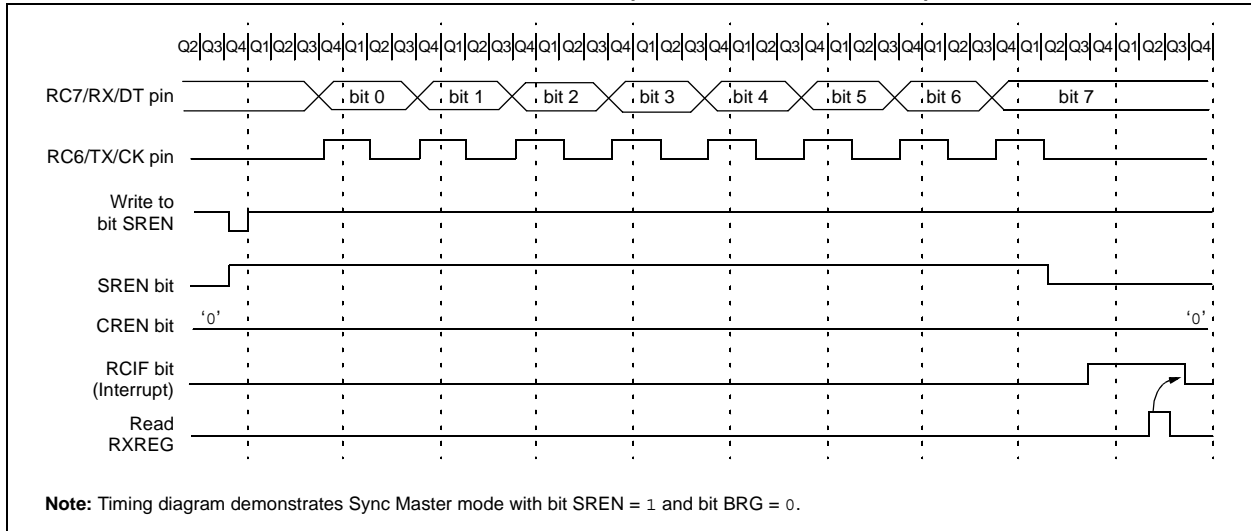 Q2 Q3 Q4 Q1 Q2 Q3 Q4 Q1 Q2 Q3 Q4 Q1 Q2 Q3 Q4 Q1 Q2 Q3 Q4 Q1 Q2 Q3 Q4 Q1 Q2 Q3 Q4 Q1 Q2 Q3 Q4 Q1 Q2 Q3 Q4 Q1 Q2 Q3 Q4 Q1 Q2 Q3 Q4
RC7/RX/DT pin bit 0 bit 1 bit 2 bit 3 bit 4 bit 5 bit 6 bit 7
RC6/TX/CK pin
Write to
bit SREN
SREN bit
CREN bit ‘0’ ‘0’
RCIF bit
(Interrupt)
Read
RXREG
Note: Timing diagram demonstrates Sync Master mode with bit SREN = 1 and bit BRG = 0.